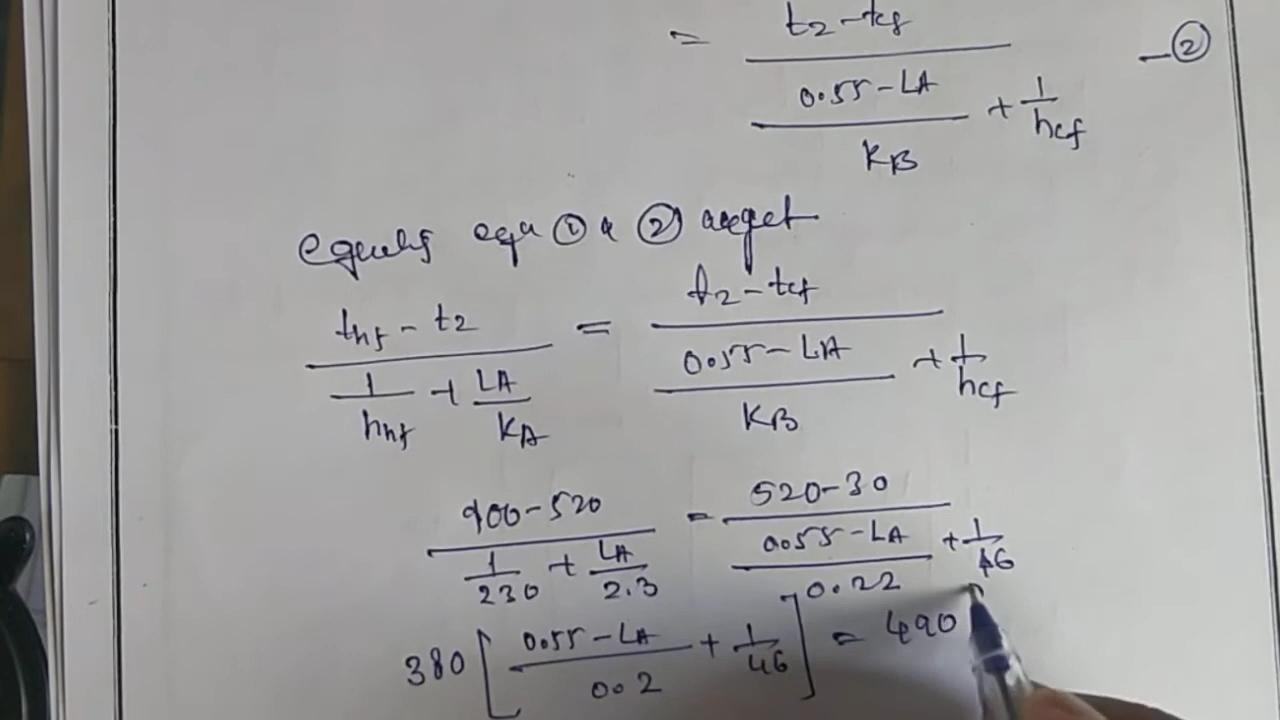 = (t2 - tcf) / ((0.55 - LA) / KB + 1/hcf) — ②
equ ① & ② we get
(thf - t2) / (1/hhf + LA/KA) = (t2 - tcf) / ((0.55 - LA) / KB + 1/hcf)
(900 - 520) / (1/230 + LA/2.3) = (520 - 30) / ((0.55 - LA) / 0.22 + 1/46)
380 [ (0.55 - LA) / 0.2 + 1/46 ] = 490